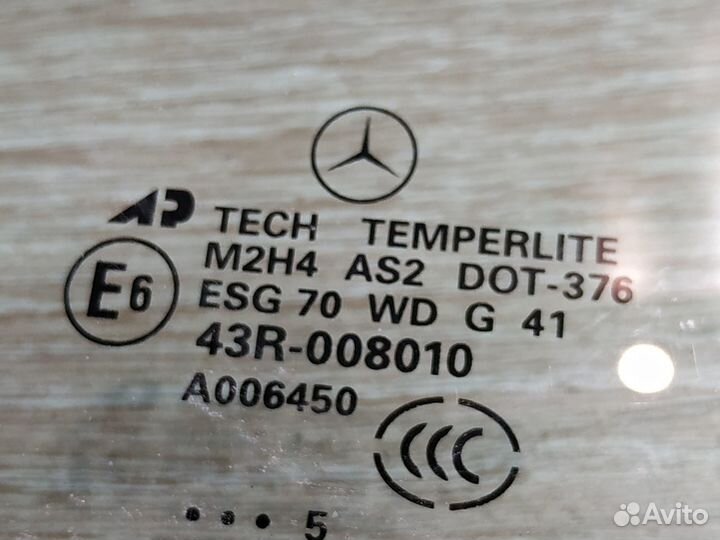 AP TECH TEMPERLITE
M2H4 AS2 DOT-376
E6 ESG 70 WD G 41
43R-008010
A006450
CCC
••• 5
Avito